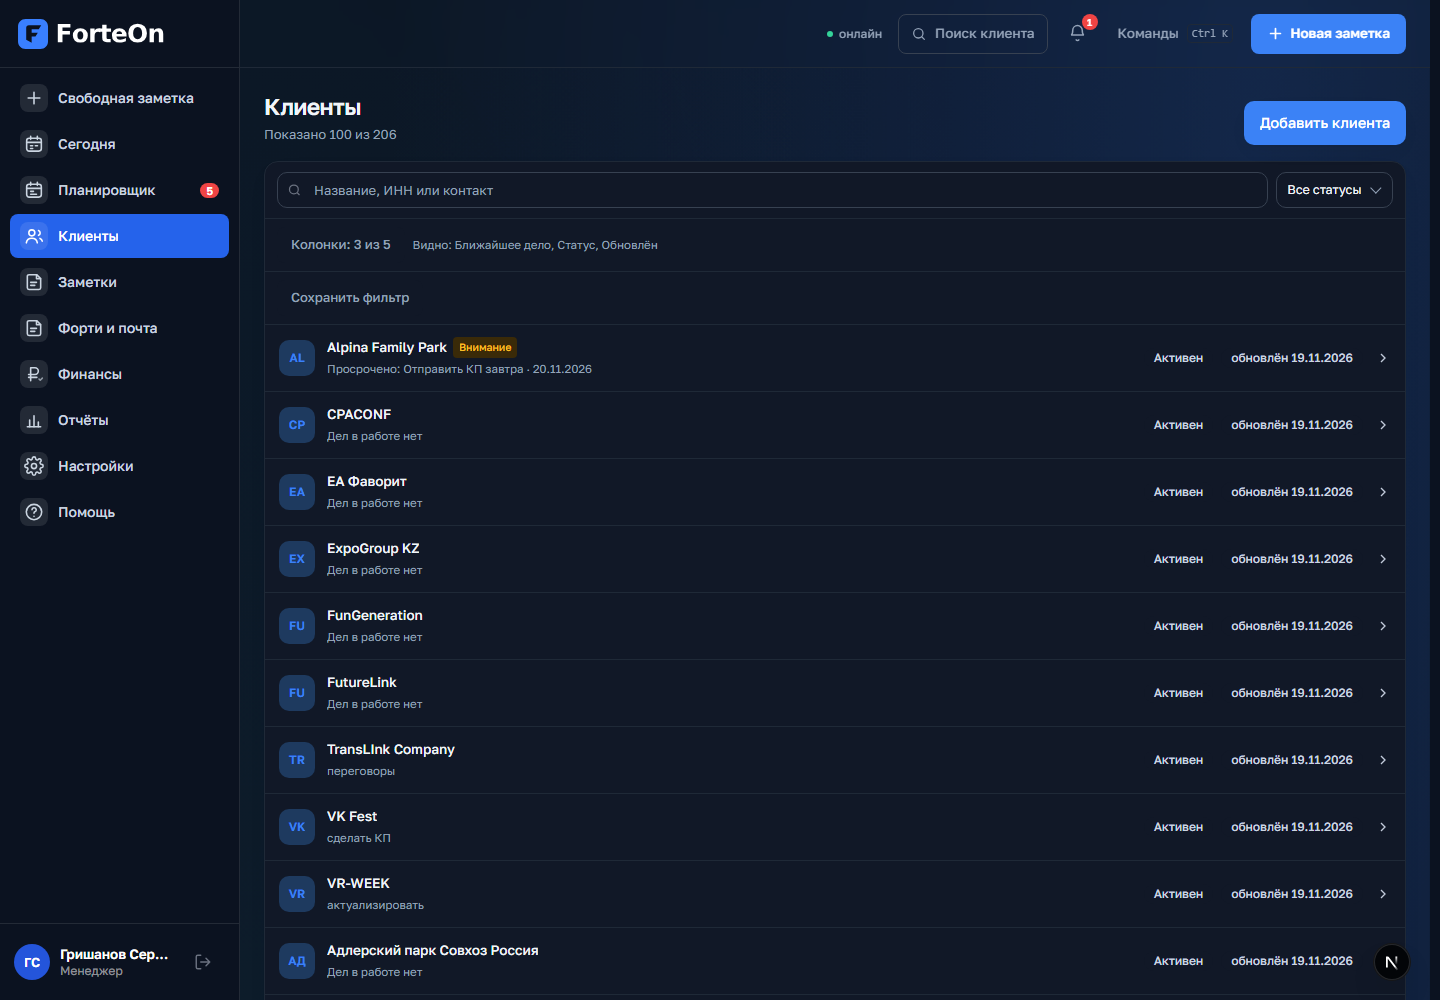 ForteOn
онлайн
Поиск клиента
1
Команды
Ctrl K
Новая заметка
Свободная заметка
Сегодня
Планировщик
5
Клиенты
Заметки
Форти и почта
Финансы
Отчёты
Настройки
Помощь
ГС
Гришанов Сер...
Менеджер
Клиенты
Показано 100 из 206
Добавить клиента
Название, ИНН или контакт
Все статусы
Колонки: 3 из 5
Видно: Ближайшее дело, Статус, Обновлён
Сохранить фильтр
AL
Alpina Family Park
Внимание
Просрочено: Отправить КП завтра · 20.11.2026
Активен
обновлён 19.11.2026
CP
CPACONF
Дел в работе нет
Активен
обновлён 19.11.2026
EA
EA Фаворит
Дел в работе нет
Активен
обновлён 19.11.2026
EX
ExpoGroup KZ
Дел в работе нет
Активен
обновлён 19.11.2026
FU
FunGeneration
Дел в работе нет
Активен
обновлён 19.11.2026
FU
FutureLink
Дел в работе нет
Активен
обновлён 19.11.2026
TR
TransLInk Company
переговоры
Активен
обновлён 19.11.2026
VK
VK Fest
сделать КП
Активен
обновлён 19.11.2026
VR
VR-WEEK
актуализировать
Активен
обновлён 19.11.2026
АД
Адлерский парк Совхоз Россия
Дел в работе нет
Активен
обновлён 19.11.2026
N